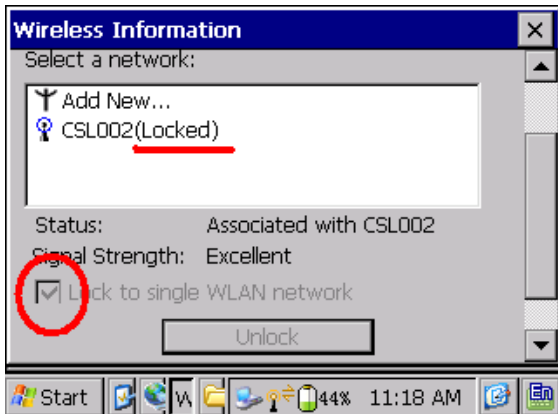 Wireless Information
Select a network:
Add New...
CSL002(Locked)
Status: Associated with CSL002
Signal Strength: Excellent
Lock to single WLAN network
Unlock
Start W 44% 11:18 AM En